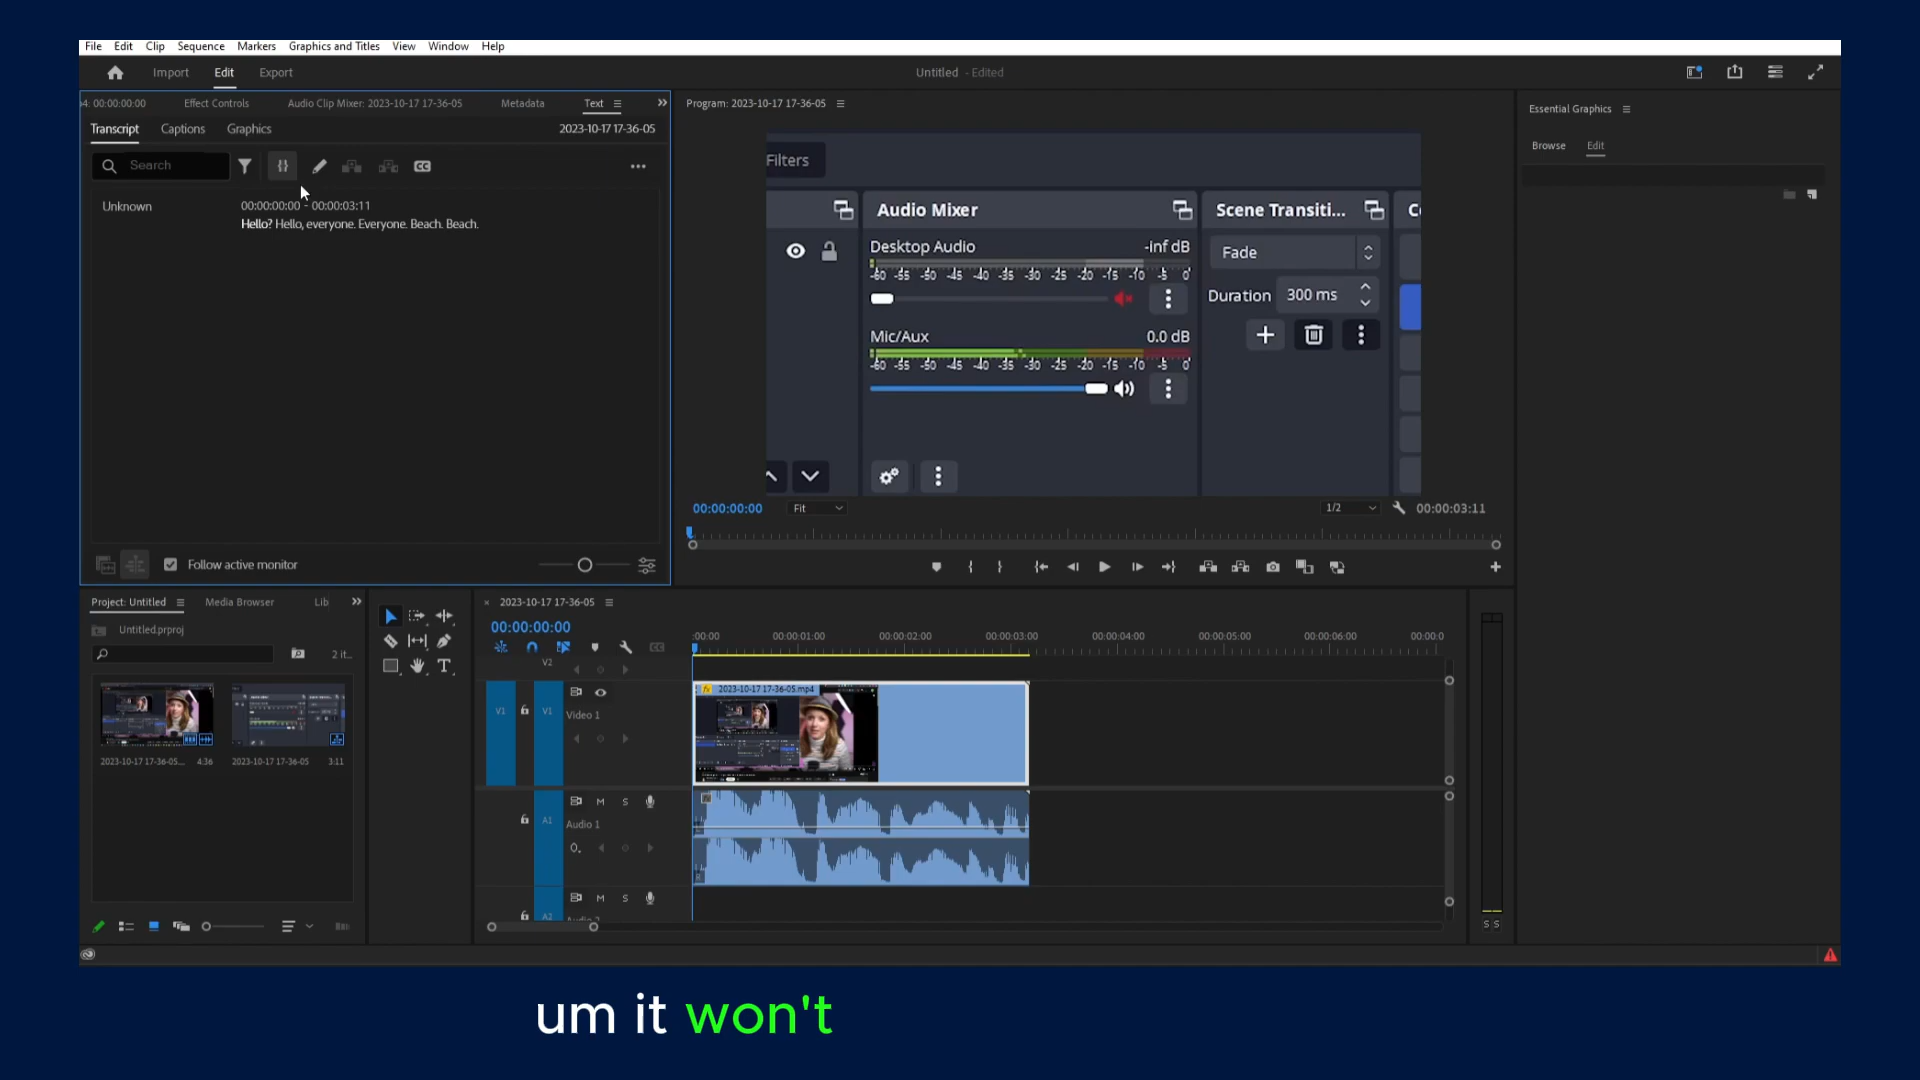 File Edit Clip Sequence Markers Graphics and Titles View Window Help
Import Edit Export
Untitled - Edited
4: 00:00:00:00 Effect Controls Audio Clip Mixer: 2023-10-17 17-36-05 Metadata Text
Transcript Captions Graphics
2023-10-17 17-36-05
Search
CC
Unknown
00:00:00:00 - 00:00:03:11
Hello? Hello, everyone. Everyone. Beach. Beach.
Follow active monitor
Program: 2023-10-17 17-36-05
Filters
Audio Mixer
Scene Transiti...
Desktop Audio
-inf dB
-60 -55 -50 -45 -40 -35 -30 -25 -20 -15 -10 -5 0
Mic/Aux
0.0 dB
-60 -55 -50 -45 -40 -35 -30 -25 -20 -15 -10 -5 0
Fade
Duration 300 ms
00:00:00:00 Fit 1/2 00:00:03:11
Essential Graphics
Browse Edit
Project: Untitled Media Browser Lib
Untitled.prproj
2 it...
2023-10-17 17-36-05... 4:36
2023-10-17 17-36-05 3:11
2023-10-17 17-36-05
00:00:00:00
:00:00 00:00:01:00 00:00:02:00 00:00:03:00 00:00:04:00 00:00:05:00 00:00:06:00 00:00:0
V2
V1 V1 Video 1
fx 2023-10-17 17-36-05.mp4
A1 M S
Audio 1
L
R
A2 M S
S S
um it won't